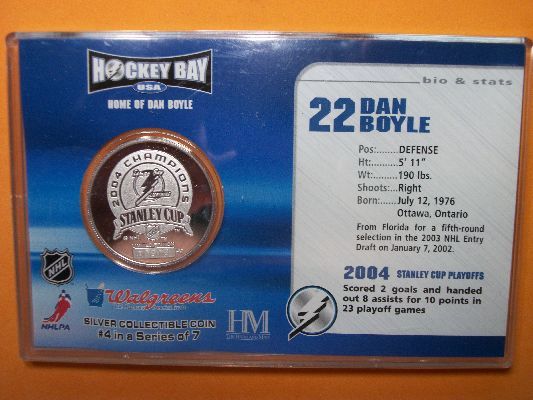 HOCKEY BAY
USA
HOME OF DAN BOYLE
2004 CHAMPIONS
STANLEY CUP
NHL
NHLPA
Walgreens
SILVER COLLECTIBLE COIN
#4 in a Series of 7
HM
THE HIGHLAND MINT
bio & stats
22 DAN
BOYLE
Pos:.......DEFENSE
Ht:..........5' 11"
Wt:..........190 lbs.
Shoots:...Right
Born:......July 12, 1976
Ottawa, Ontario
From Florida for a fifth-round
selection in the 2003 NHL Entry
Draft on January 7, 2002.
2004 STANLEY CUP PLAYOFFS
Scored 2 goals and handed
out 8 assists for 10 points in
23 playoff games